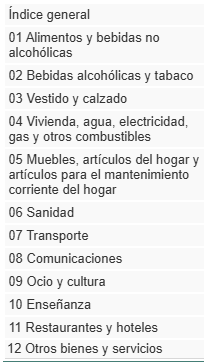 Índice general
01 Alimentos y bebidas no
alcohólicas
02 Bebidas alcohólicas y tabaco
03 Vestido y calzado
04 Vivienda, agua, electricidad,
gas y otros combustibles
05 Muebles, artículos del hogar y
artículos para el mantenimiento
corriente del hogar
06 Sanidad
07 Transporte
08 Comunicaciones
09 Ocio y cultura
10 Enseñanza
11 Restaurantes y hoteles
12 Otros bienes y servicios